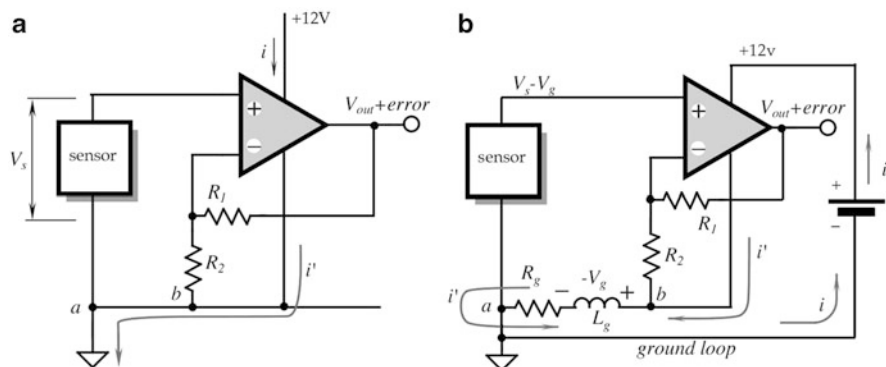 a
+12V
i
V_out+error
+
−
V_s
sensor
R_1
R_2
i'
a
b
b
+12v
V_s-V_g
V_out+error
+
−
sensor
R_1
i
+
−
R_2
i'
R_g
−
-V_g
+
i'
a
L_g
b
i
ground loop